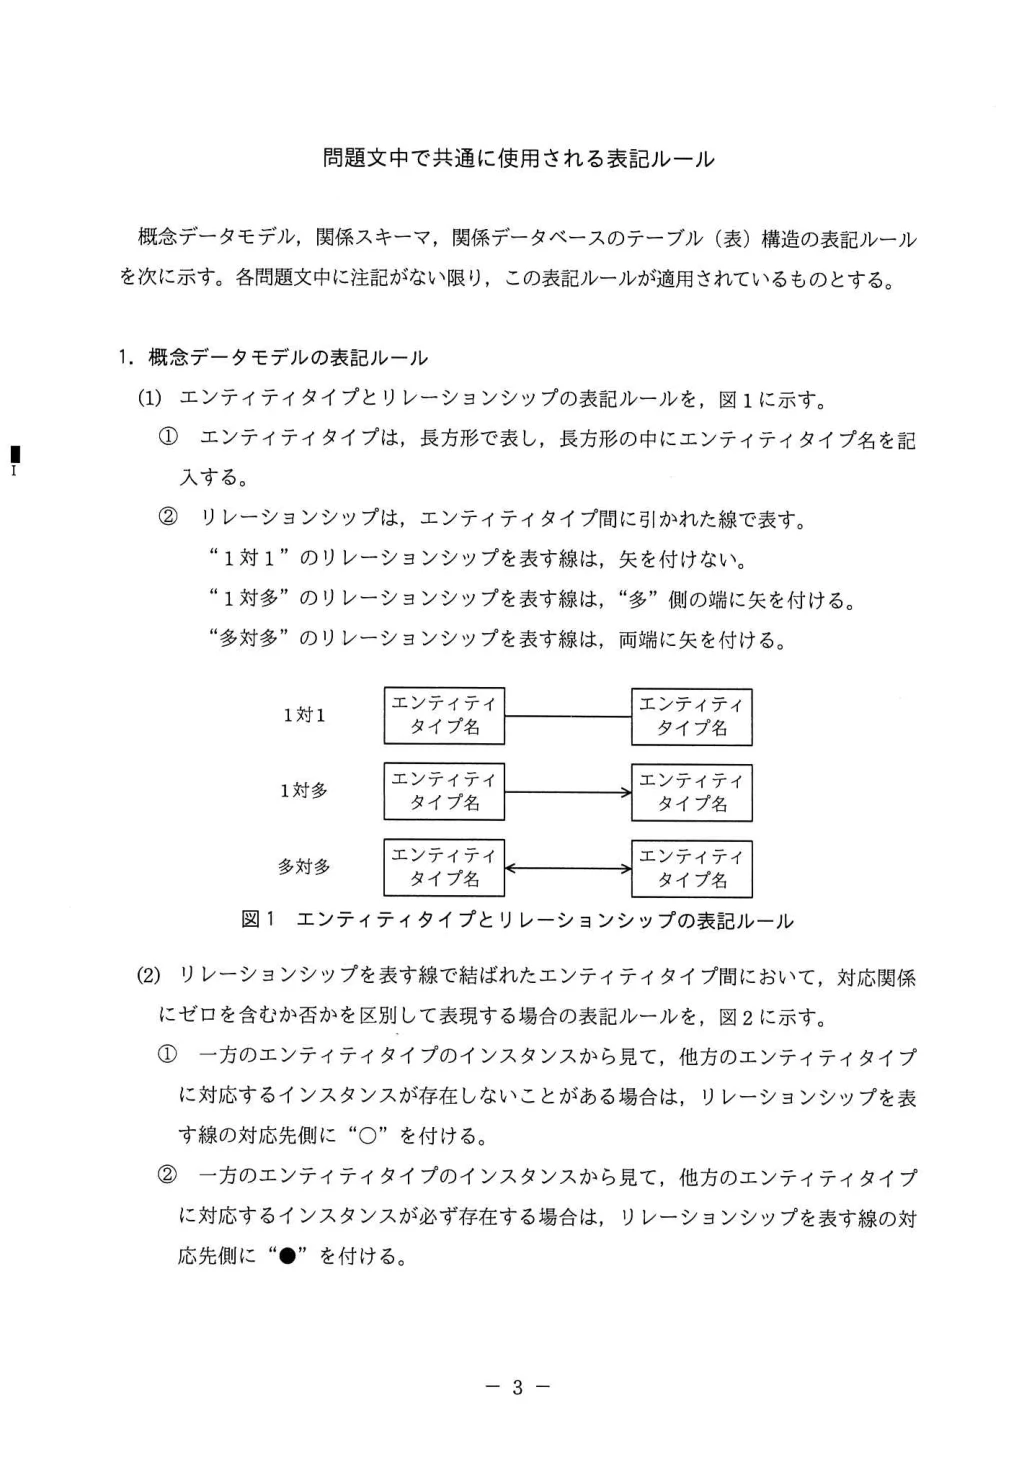 問題文中で共通に使用される表記ルール
概念データモデル，関係スキーマ，関係データベースのテーブル（表）構造の表記ルール
を次に示す。各問題文中に注記がない限り，この表記ルールが適用されているものとする。
1．概念データモデルの表記ルール
(1) エンティティタイプとリレーションシップの表記ルールを，図1に示す。
① エンティティタイプは，長方形で表し，長方形の中にエンティティタイプ名を記
入する。
② リレーションシップは，エンティティタイプ間に引かれた線で表す。
“1対1”のリレーションシップを表す線は，矢を付けない。
“1対多”のリレーションシップを表す線は，“多”側の端に矢を付ける。
“多対多”のリレーションシップを表す線は，両端に矢を付ける。
1対1
エンティティ
タイプ名
エンティティ
タイプ名
1対多
エンティティ
タイプ名
エンティティ
タイプ名
多対多
エンティティ
タイプ名
エンティティ
タイプ名
図1 エンティティタイプとリレーションシップの表記ルール
(2) リレーションシップを表す線で結ばれたエンティティタイプ間において，対応関係
にゼロを含むか否かを区別して表現する場合の表記ルールを，図2に示す。
① 一方のエンティティタイプのインスタンスから見て，他方のエンティティタイプ
に対応するインスタンスが存在しないことがある場合は，リレーションシップを表
す線の対応先側に“○”を付ける。
② 一方のエンティティタイプのインスタンスから見て，他方のエンティティタイプ
に対応するインスタンスが必ず存在する場合は，リレーションシップを表す線の対
応先側に“●”を付ける。
− 3 −